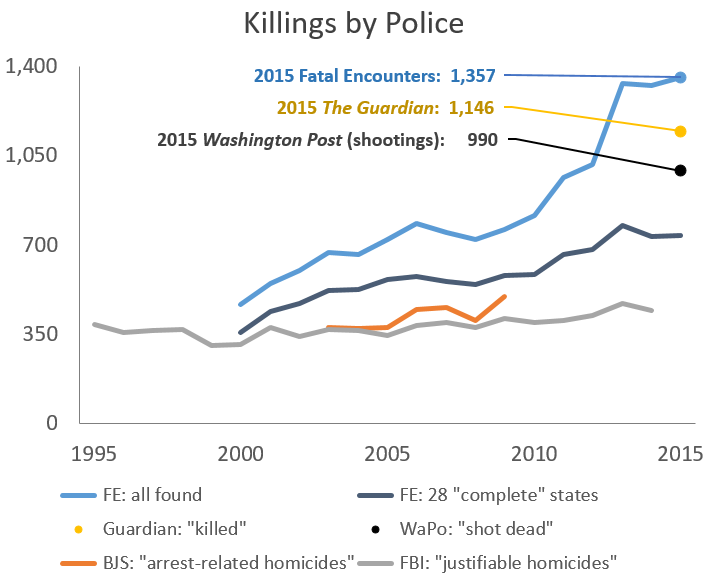 Killings by Police
1,400
2015 Fatal Encounters: 1,357
2015 The Guardian: 1,146
2015 Washington Post (shootings): 990
1,050
700
350
0
1995 2000 2005 2010 2015
FE: all found FE: 28 "complete" states
Guardian: "killed" WaPo: "shot dead"
BJS: "arrest-related homicides" FBI: "justifiable homicides"